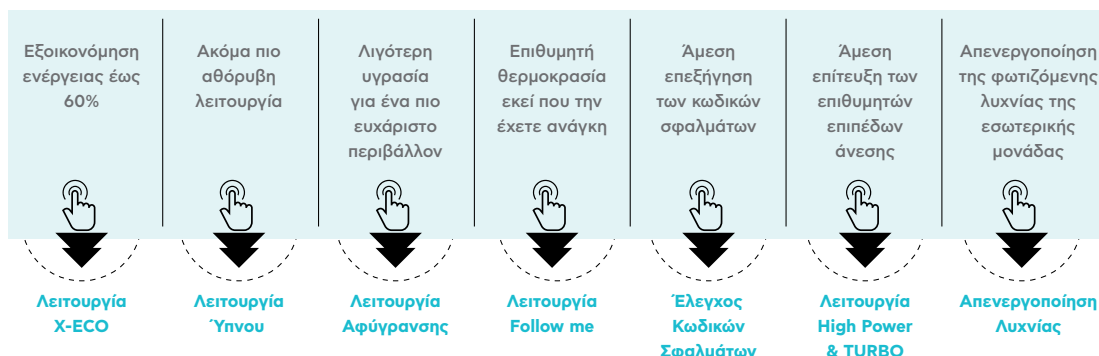 Εξοικονόμηση
ενέργειας έως
60%
Ακόμα πιο
αθόρυβη
λειτουργία
Λιγότερη
υγρασία
για ένα πιο
ευχάριστο
περιβάλλον
Επιθυμητή
θερμοκρασία
εκεί που την
έχετε ανάγκη
Άμεση
επεξήγηση
των κωδικών
σφαλμάτων
Άμεση
επίτευξη των
επιθυμητών
επιπέδων
άνεσης
Απενεργοποίηση
της φωτιζόμενης
λυχνίας της
εσωτερικής
μονάδας
Λειτουργία
X-ECO
Λειτουργία
Ύπνου
Λειτουργία
Αφύγρανσης
Λειτουργία
Follow me
Έλεγχος
Κωδικών
Σφαλμάτων
Λειτουργία
High Power
& TURBO
Απενεργοποίηση
Λυχνίας